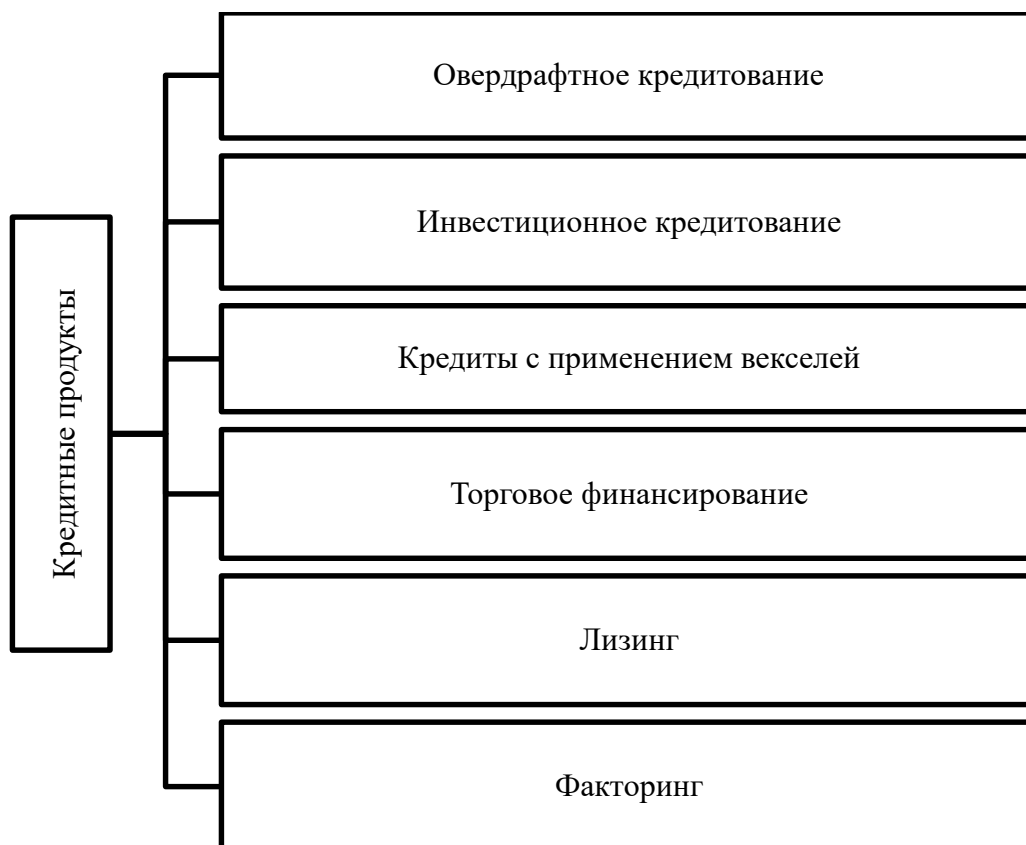 Кредитные продукты
Овердрафтное кредитование
Инвестиционное кредитование
Кредиты с применением векселей
Торговое финансирование
Лизинг
Факторинг